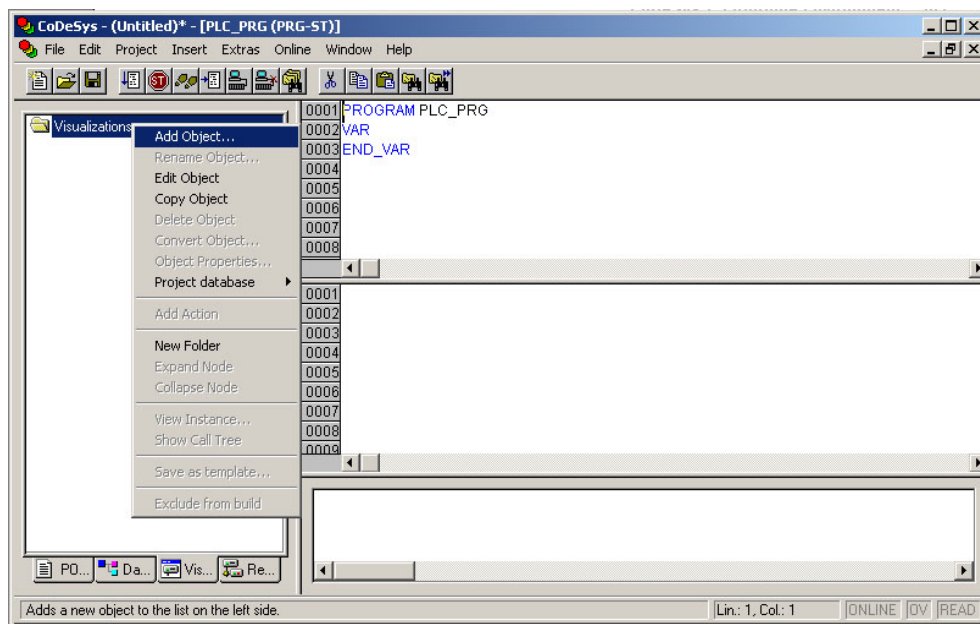 CoDeSys - (Untitled)* - [PLC_PRG (PRG-ST)]
File Edit Project Insert Extras Online Window Help
Visualizations
Add Object...
Rename Object...
Edit Object
Copy Object
Delete Object
Convert Object...
Object Properties...
Project database
Add Action
New Folder
Expand Node
Collapse Node
View Instance...
Show Call Tree
Save as template...
Exclude from build
0001 PROGRAM PLC_PRG
0002 VAR
0003 END_VAR
0004
0005
0006
0007
0008
0001
0002
0003
0004
0005
0006
0007
0008
0009
PO... Da... Vis... Re...
Adds a new object to the list on the left side.
Lin.: 1, Col.: 1 ONLINE OV READ